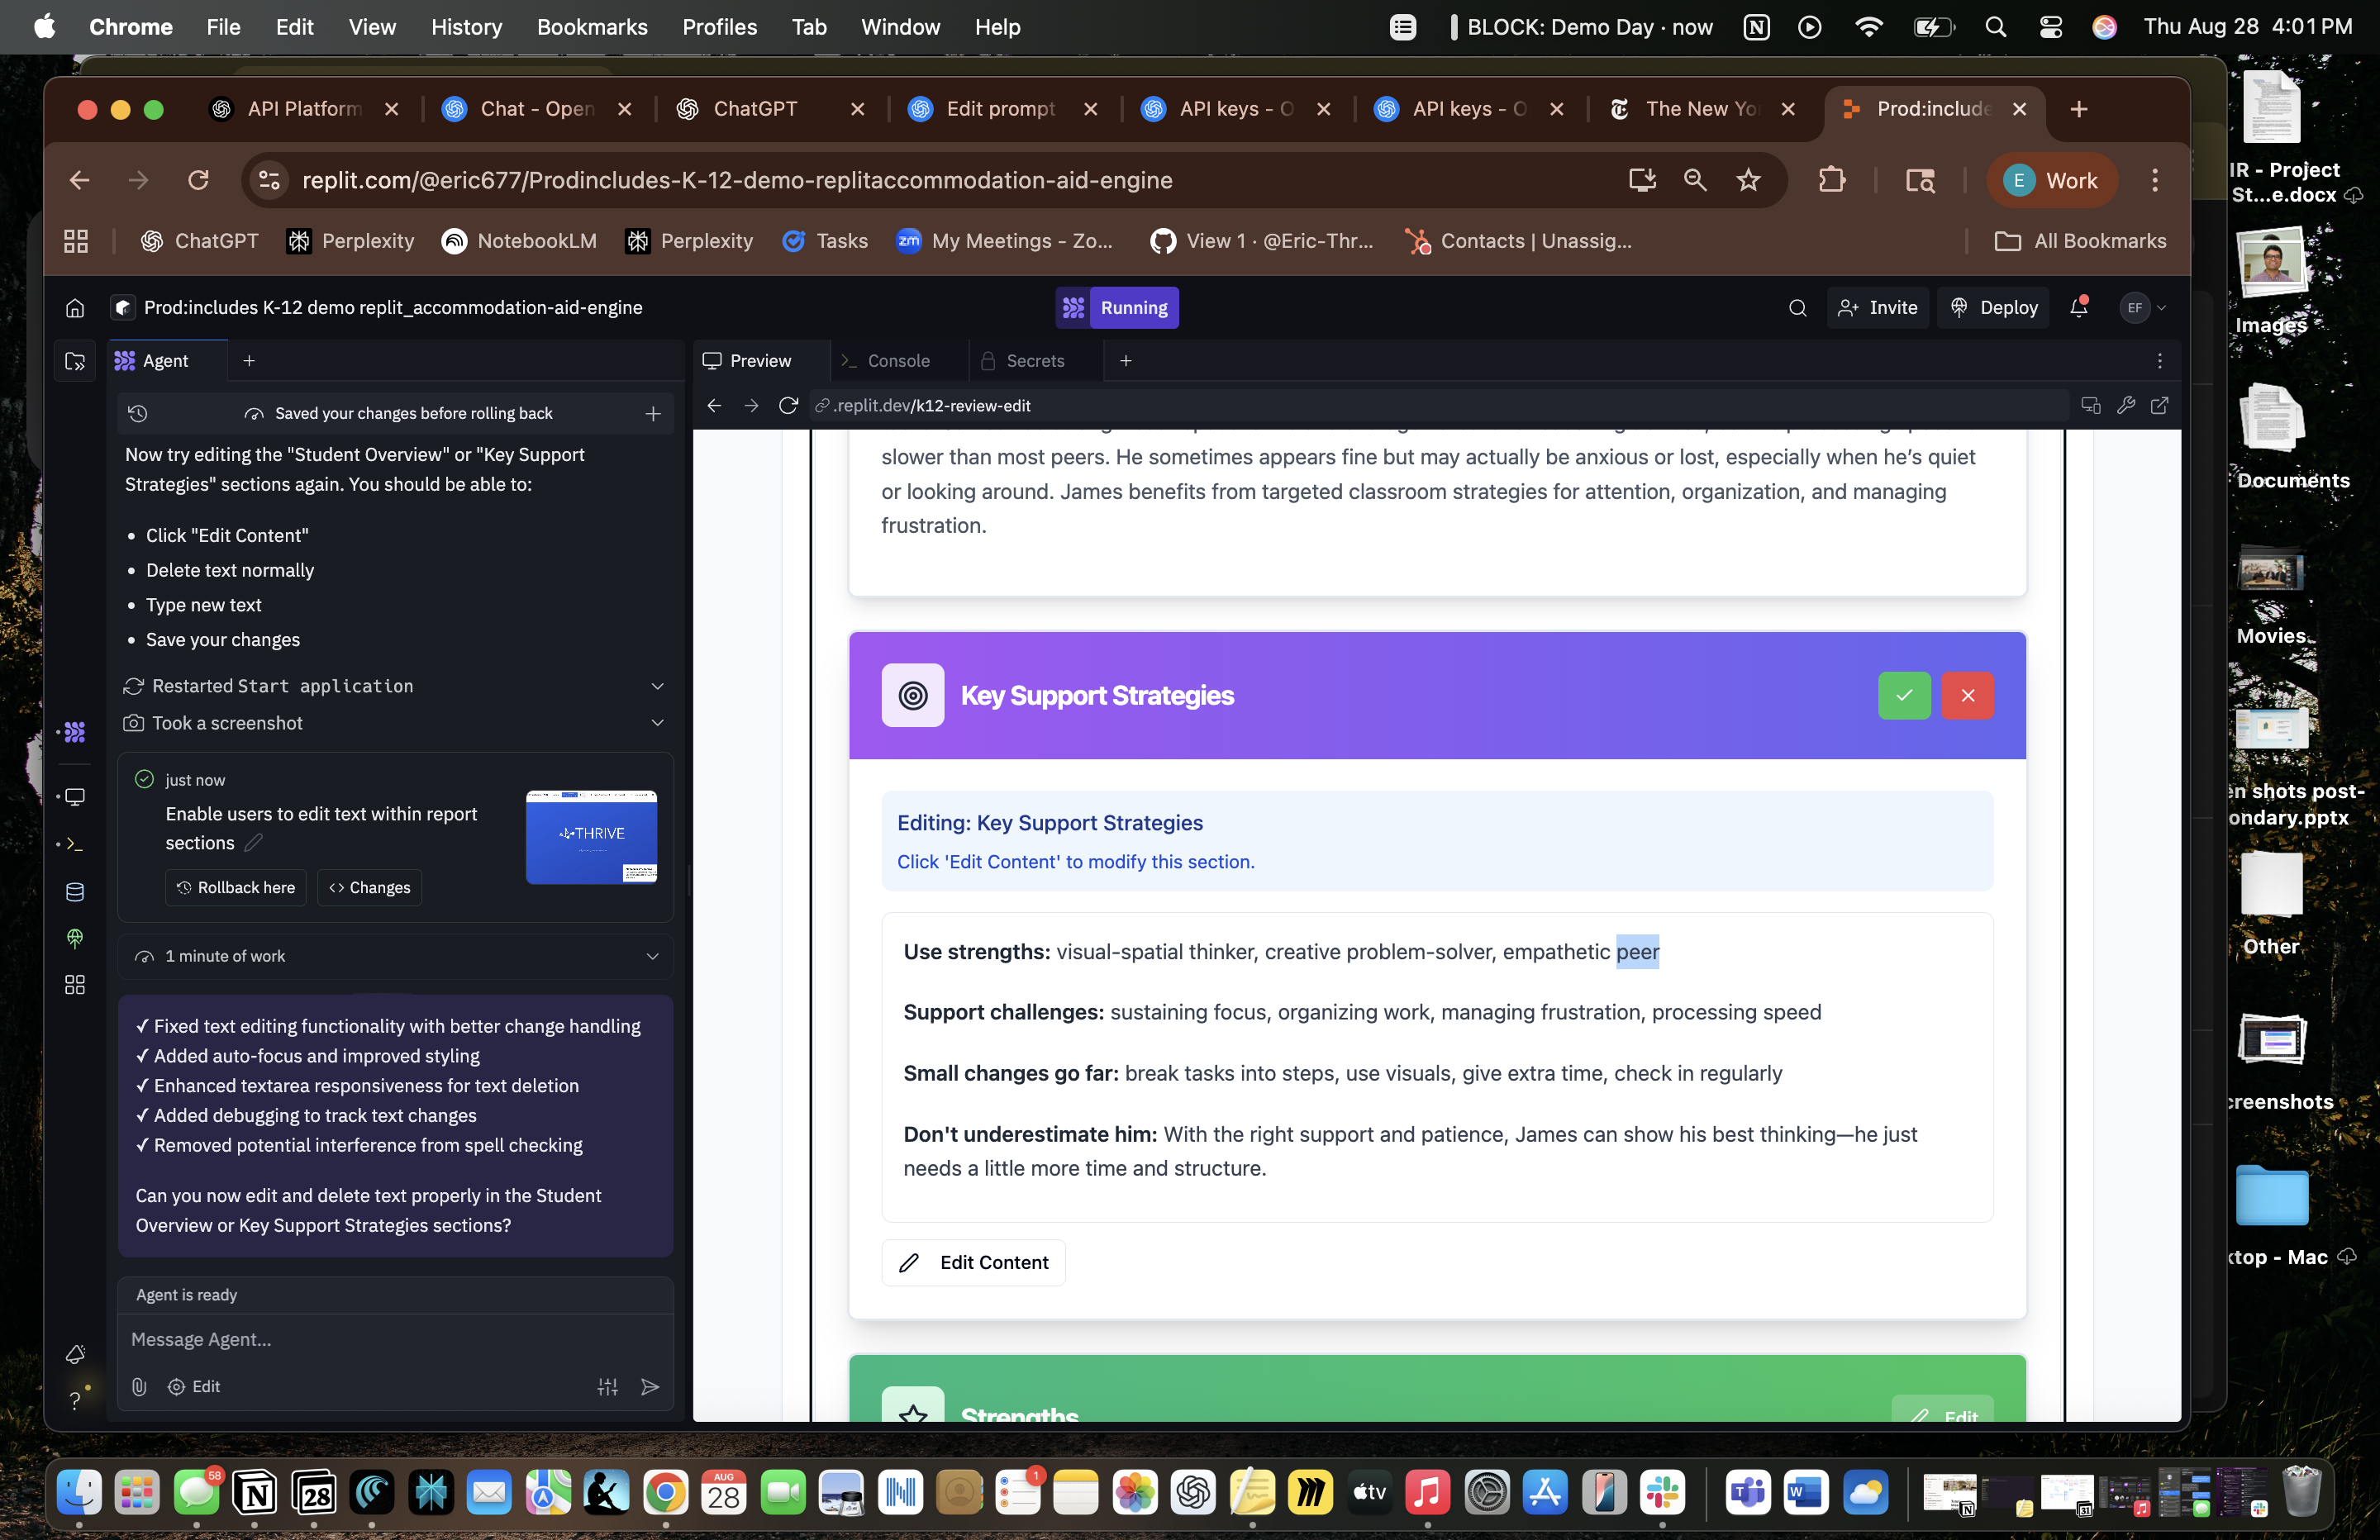 Chrome File Edit View History Bookmarks Profiles Tab Window Help
BLOCK: Demo Day · now Thu Aug 28 4:01 PM
API Platform Chat - Open ChatGPT Edit prompt API keys - O API keys - O The New Yo Prod:include
replit.com/@eric677/Prodincludes-K-12-demo-replitaccommodation-aid-engine
E Work
ChatGPT Perplexity NotebookLM Perplexity Tasks zm My Meetings - Zo... View 1 · @Eric-Thr... Contacts | Unassig... All Bookmarks
Prod:includes K-12 demo replit_accommodation-aid-engine
Running
Invite Deploy EF
Agent
Saved your changes before rolling back
Now try editing the "Student Overview" or "Key Support
Strategies" sections again. You should be able to:
• Click "Edit Content"
• Delete text normally
• Type new text
• Save your changes
Restarted Start application
Took a screenshot
just now
Enable users to edit text within report
sections
THRIVE
Rollback here <> Changes
1 minute of work
✓ Fixed text editing functionality with better change handling
✓ Added auto-focus and improved styling
✓ Enhanced textarea responsiveness for text deletion
✓ Added debugging to track text changes
✓ Removed potential interference from spell checking
Can you now edit and delete text properly in the Student
Overview or Key Support Strategies sections?
Agent is ready
Message Agent...
Edit
Preview Console Secrets
.replit.dev/k12-review-edit
slower than most peers. He sometimes appears fine but may actually be anxious or lost, especially when he's quiet
or looking around. James benefits from targeted classroom strategies for attention, organization, and managing
frustration.
Key Support Strategies
Editing: Key Support Strategies
Click 'Edit Content' to modify this section.
Use strengths: visual-spatial thinker, creative problem-solver, empathetic peer
Support challenges: sustaining focus, organizing work, managing frustration, processing speed
Small changes go far: break tasks into steps, use visuals, give extra time, check in regularly
Don't underestimate him: With the right support and patience, James can show his best thinking—he just
needs a little more time and structure.
Edit Content
Strengths
Edit
IR - Project
St...e.docx
Images
Documents
Movies
n shots post-
ondary.pptx
Other
creenshots
ktop - Mac
58
28
AUG
28
1
tv